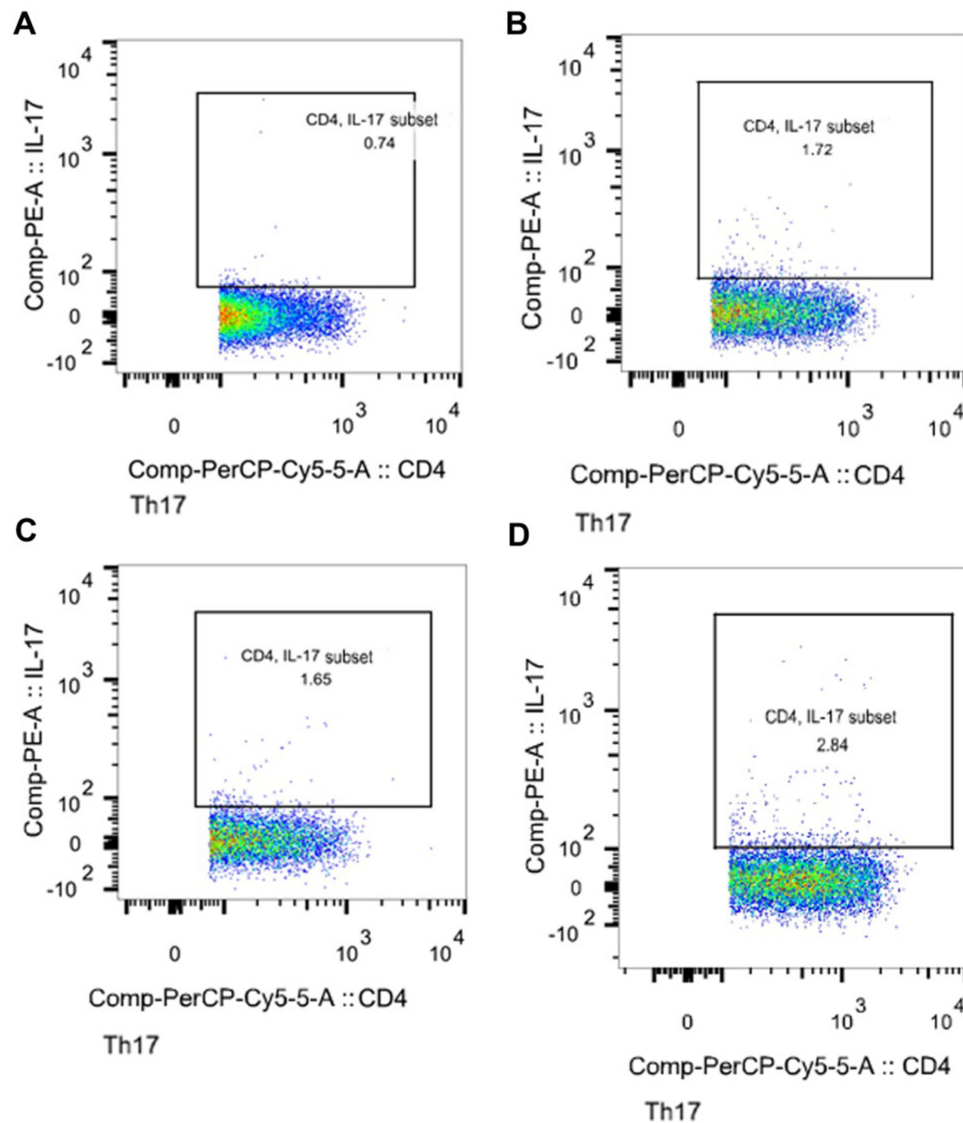 A
10^4
10^3
10^2
0
-10^2
Comp-PE-A :: IL-17
CD4, IL-17 subset
0.74
0
10^3
10^4
Comp-PerCP-Cy5-5-A :: CD4
Th17
B
10^4
10^3
10^2
0
-10^2
Comp-PE-A :: IL-17
CD4, IL-17 subset
1.72
0
10^3
10^4
Comp-PerCP-Cy5-5-A :: CD4
Th17
C
10^4
10^3
10^2
0
-10^2
Comp-PE-A :: IL-17
CD4, IL-17 subset
1.65
0
10^3
10^4
Comp-PerCP-Cy5-5-A :: CD4
Th17
D
10^4
10^3
10^2
0
-10^2
Comp-PE-A :: IL-17
CD4, IL-17 subset
2.84
0
10^3
10^4
Comp-PerCP-Cy5-5-A :: CD4
Th17